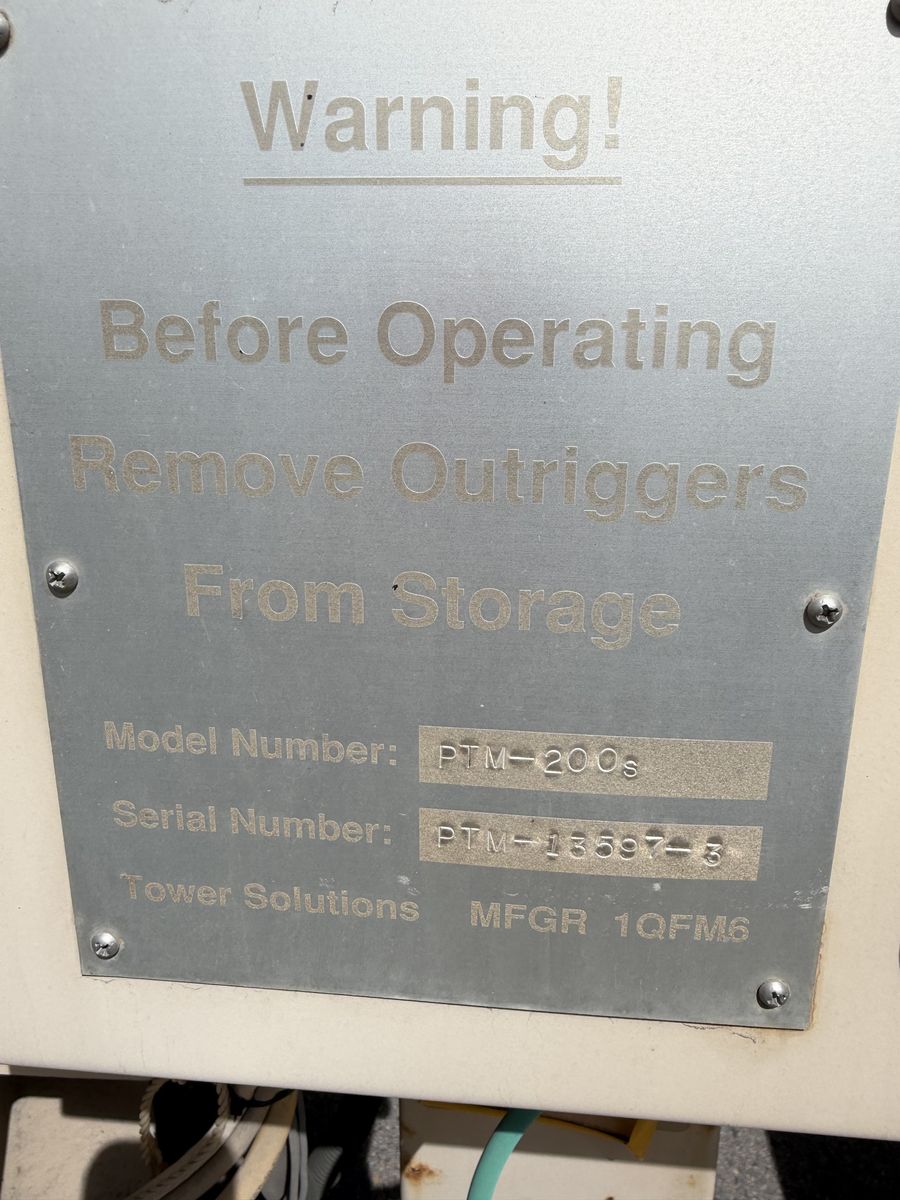 Warning!
Before Operating
Remove Outriggers
From Storage
Model Number: PTM-200s
Serial Number: PTM-13597-3
Tower Solutions MFGR 1QFM6